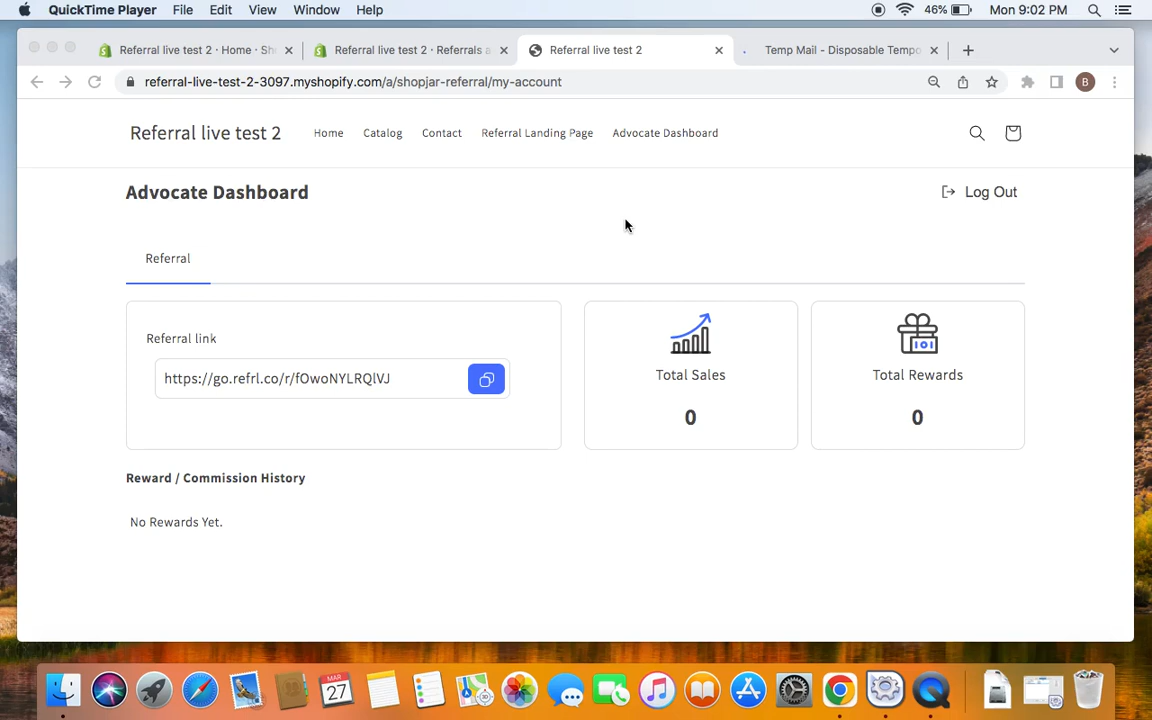 QuickTime Player File Edit View Window Help 46% Mon 9:02 PM
Referral live test 2 · Home · Sh Referral live test 2 · Referrals a Referral live test 2 Temp Mail - Disposable Tempo
referral-live-test-2-3097.myshopify.com/a/shopjar-referral/my-account B
Referral live test 2 Home Catalog Contact Referral Landing Page Advocate Dashboard
Advocate Dashboard Log Out
Referral
Referral link
https://go.refrl.co/r/fOwoNYLRQlVJ
Total Sales
0
Total Rewards
0
Reward / Commission History
No Rewards Yet.
MAR
27